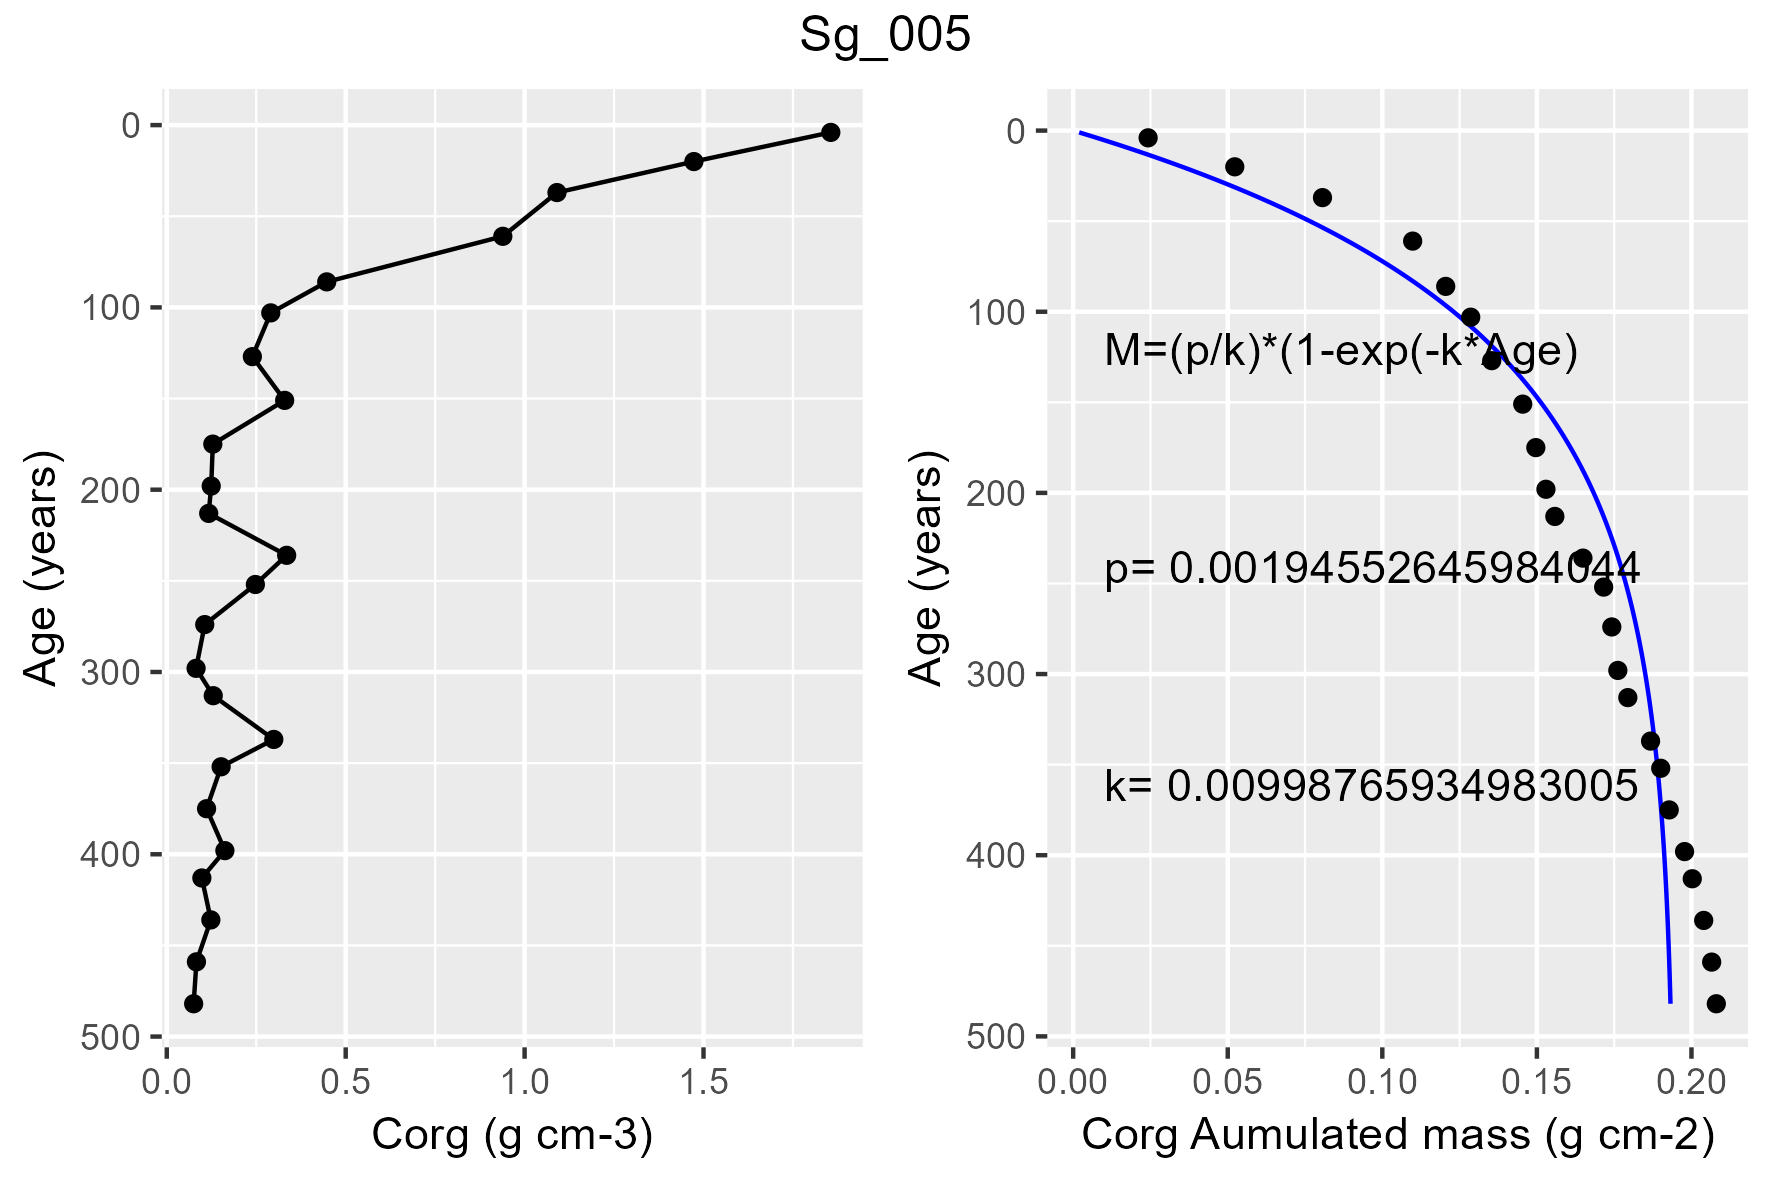 Sg_005
0
100
200
300
400
500
Age (years)
0.0 0.5 1.0 1.5
Corg (g cm-3)
0
100
200
300
400
500
Age (years)
M=(p/k)*(1-exp(-k*Age)
p= 0.00194552645984044
k= 0.00998765934983005
0.00 0.05 0.10 0.15 0.20
Corg Aumulated mass (g cm-2)